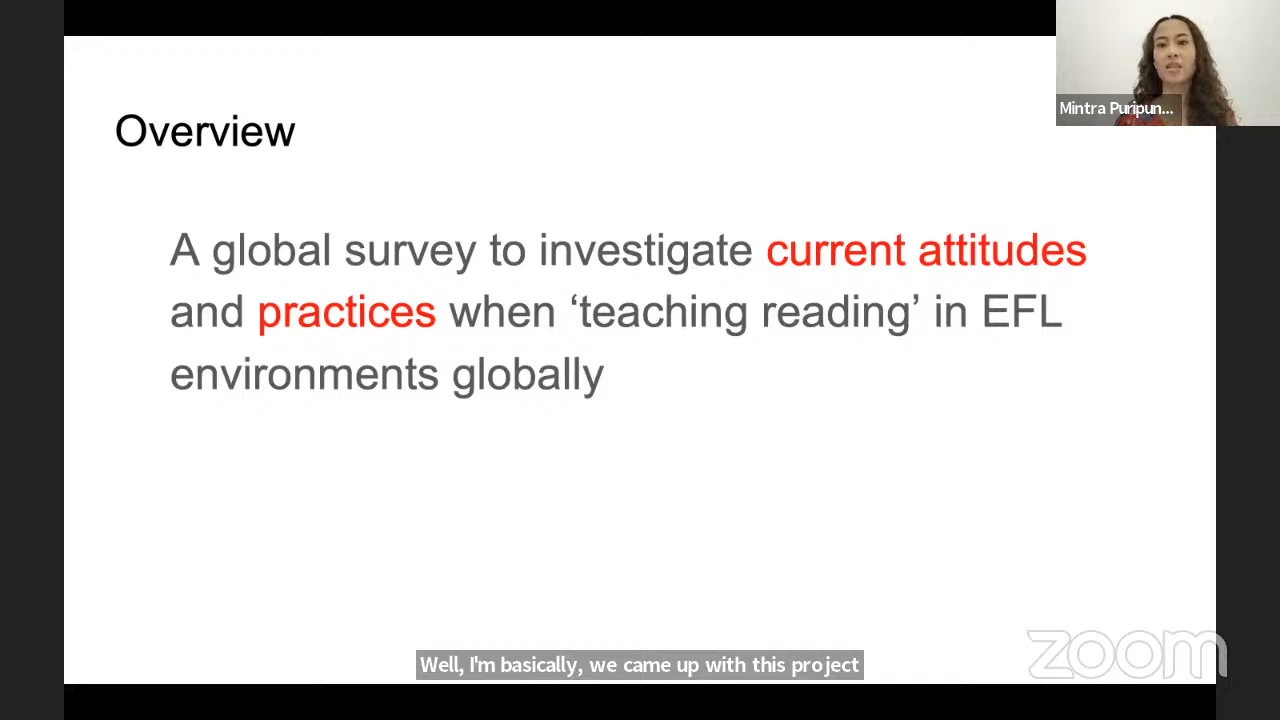 Mintra Puripun...
Overview
A global survey to investigate current attitudes
and practices when ‘teaching reading’ in EFL
environments globally
Well, I'm basically, we came up with this project
zoom